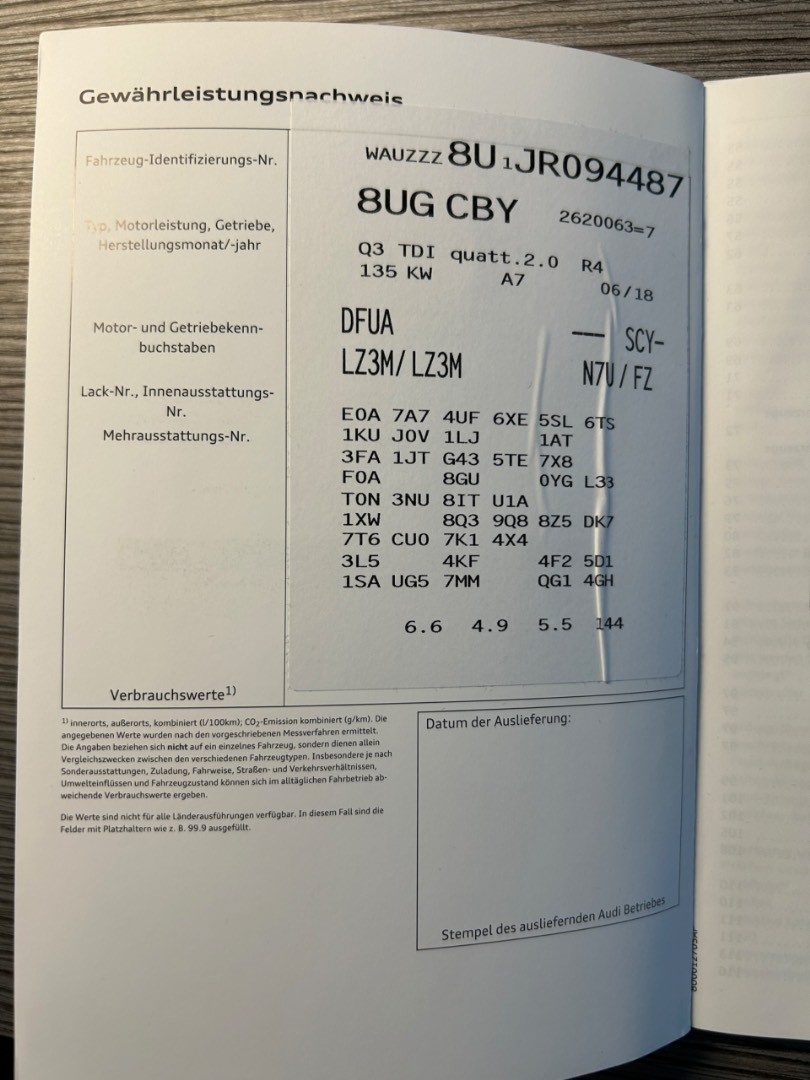 Gewährleistungsnachweis
Fahrzeug-Identifizierungs-Nr.
WAUZZZ 8U 1JR094487
8UG CBY 2620063=7
Typ, Motorleistung, Getriebe,
Herstellungsmonat/-jahr
Q3 TDI quatt.2.0 R4
135 KW A7 06/18
Motor- und Getriebekenn-
buchstaben
DFUA --- SCY-
LZ3M/ LZ3M N7U / FZ
Lack-Nr., Innenausstattungs-
Nr.
Mehrausstattungs-Nr.
E0A 7A7 4UF 6XE 5SL 6TS
1KU J0V 1LJ 1AT
3FA 1JT G43 5TE 7X8
F0A 8GU 0YG L33
T0N 3NU 8IT U1A
1XW 8Q3 9Q8 8Z5 DK7
7T6 CU0 7K1 4X4
3L5 4KF 4F2 5D1
1SA UG5 7MM QG1 4GH
6.6 4.9 5.5 144
Verbrauchswerte1)
1) innerorts, außerorts, kombiniert (l/100km); CO2-Emission kombiniert (g/km). Die
angegebenen Werte wurden nach den vorgeschriebenen Messverfahren ermittelt.
Die Angaben beziehen sich nicht auf ein einzelnes Fahrzeug, sondern dienen allein
Vergleichszwecken zwischen den verschiedenen Fahrzeugtypen. Insbesondere je nach
Sonderausstattungen, Zuladung, Fahrweise, Straßen- und Verkehrsverhältnissen,
Umwelteinflüssen und Fahrzeugzustand können sich im alltäglichen Fahrbetrieb ab-
weichende Verbrauchswerte ergeben.
Die Werte sind nicht für alle Länderausführungen verfügbar. In diesem Fall sind die
Felder mit Platzhaltern wie z. B. 99.9 ausgefüllt.
Datum der Auslieferung:
Stempel des ausliefernden Audi Betriebes